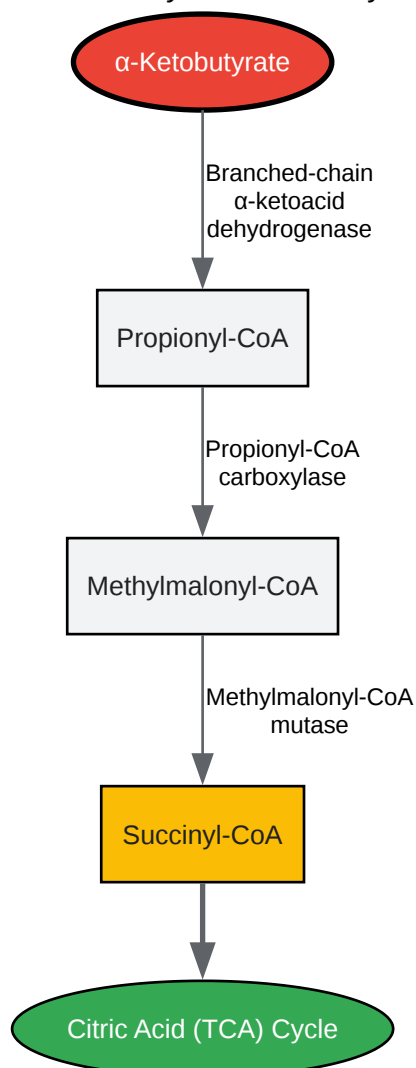 α-Ketobutyrate
Branched-chain
α-ketoacid
dehydrogenase
Propionyl-CoA
Propionyl-CoA
carboxylase
Methylmalonyl-CoA
Methylmalonyl-CoA
mutase
Succinyl-CoA
Citric Acid (TCA) Cycle